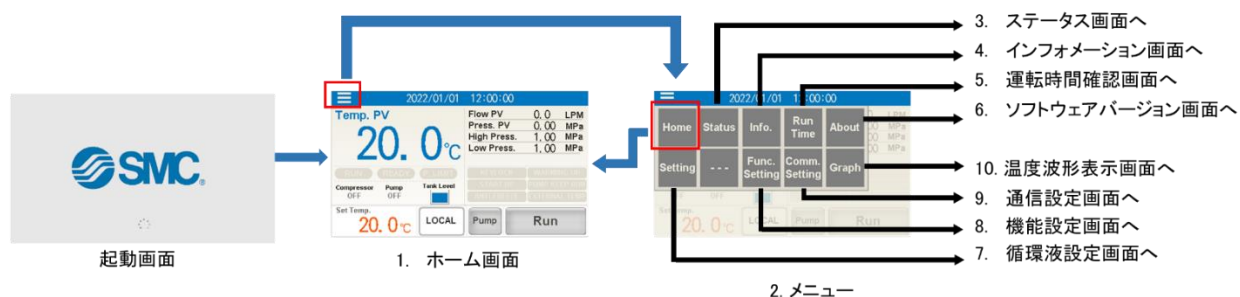 SMC
起動画面
2022/01/01 12:00:00
Temp. PV
20.0℃
Flow PV 0.0 LPM
Press. PV 0.00 MPa
High Press. 1.00 MPa
Low Press. 1.00 MPa
Compressor Pump Tank Level
OFF OFF
Set Temp.
20.0℃ LOCAL Pump Run
1. ホーム画面
2022/01/01 12:00:00
Home Status Info. Run Time About
Setting --- Func. Setting Comm. Setting Graph
Set Temp.
20.0℃ LOCAL Pump Run
2. メニュー
3. ステータス画面へ
4. インフォメーション画面へ
5. 運転時間確認画面へ
6. ソフトウェアバージョン画面へ
10. 温度波形表示画面へ
9. 通信設定画面へ
8. 機能設定画面へ
7. 循環液設定画面へ